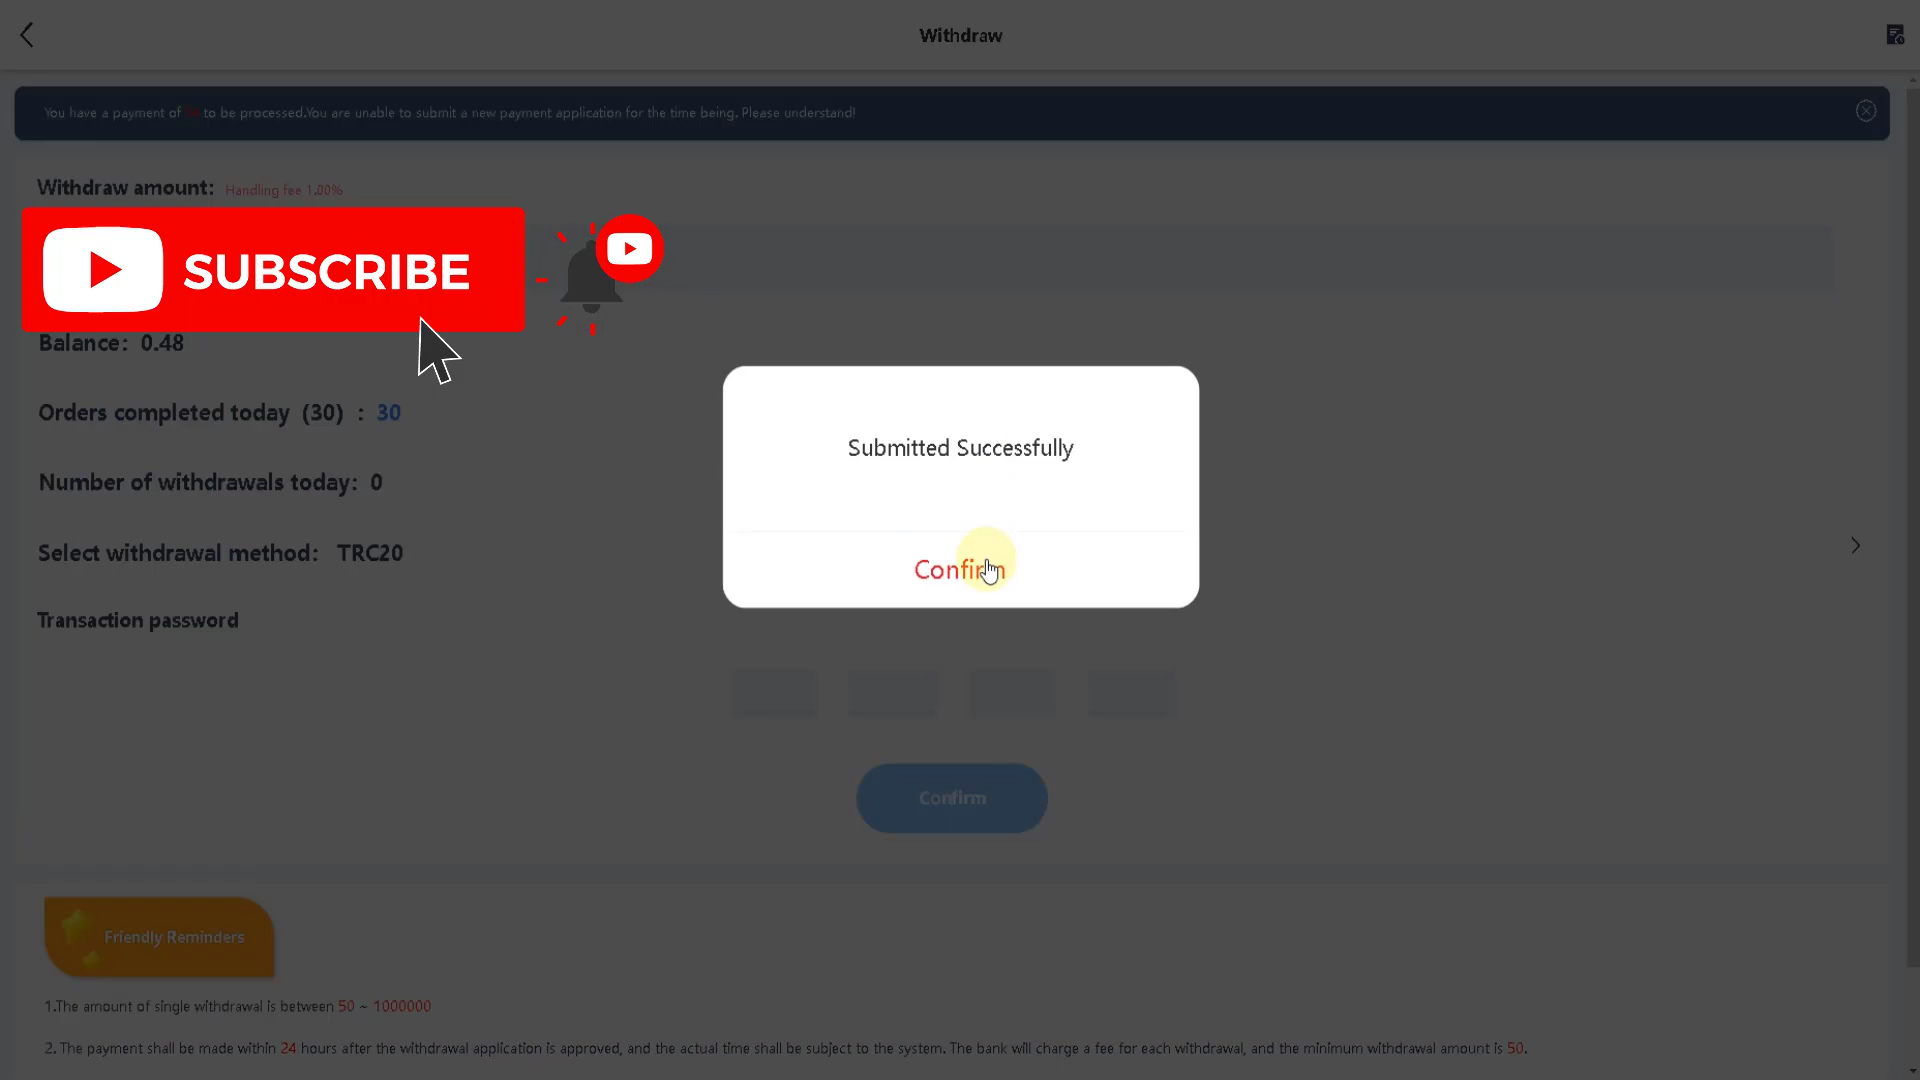 Withdraw
You have a payment of to be processed.You are unable to submit a new payment application for the time being. Please understand!
Withdraw amount: Handling fee 1.00%
SUBSCRIBE
Balance: 0.48
Orders completed today (30) : 30
Submitted Successfully
Number of withdrawals today: 0
Select withdrawal method: TRC20
Confirm
Transaction password
Confirm
Friendly Reminders
1.The amount of single withdrawal is between 50 ~ 1000000
2. The payment shall be made within 24 hours after the withdrawal application is approved, and the actual time shall be subject to the system. The bank will charge a fee for each withdrawal, and the minimum withdrawal amount is 50.